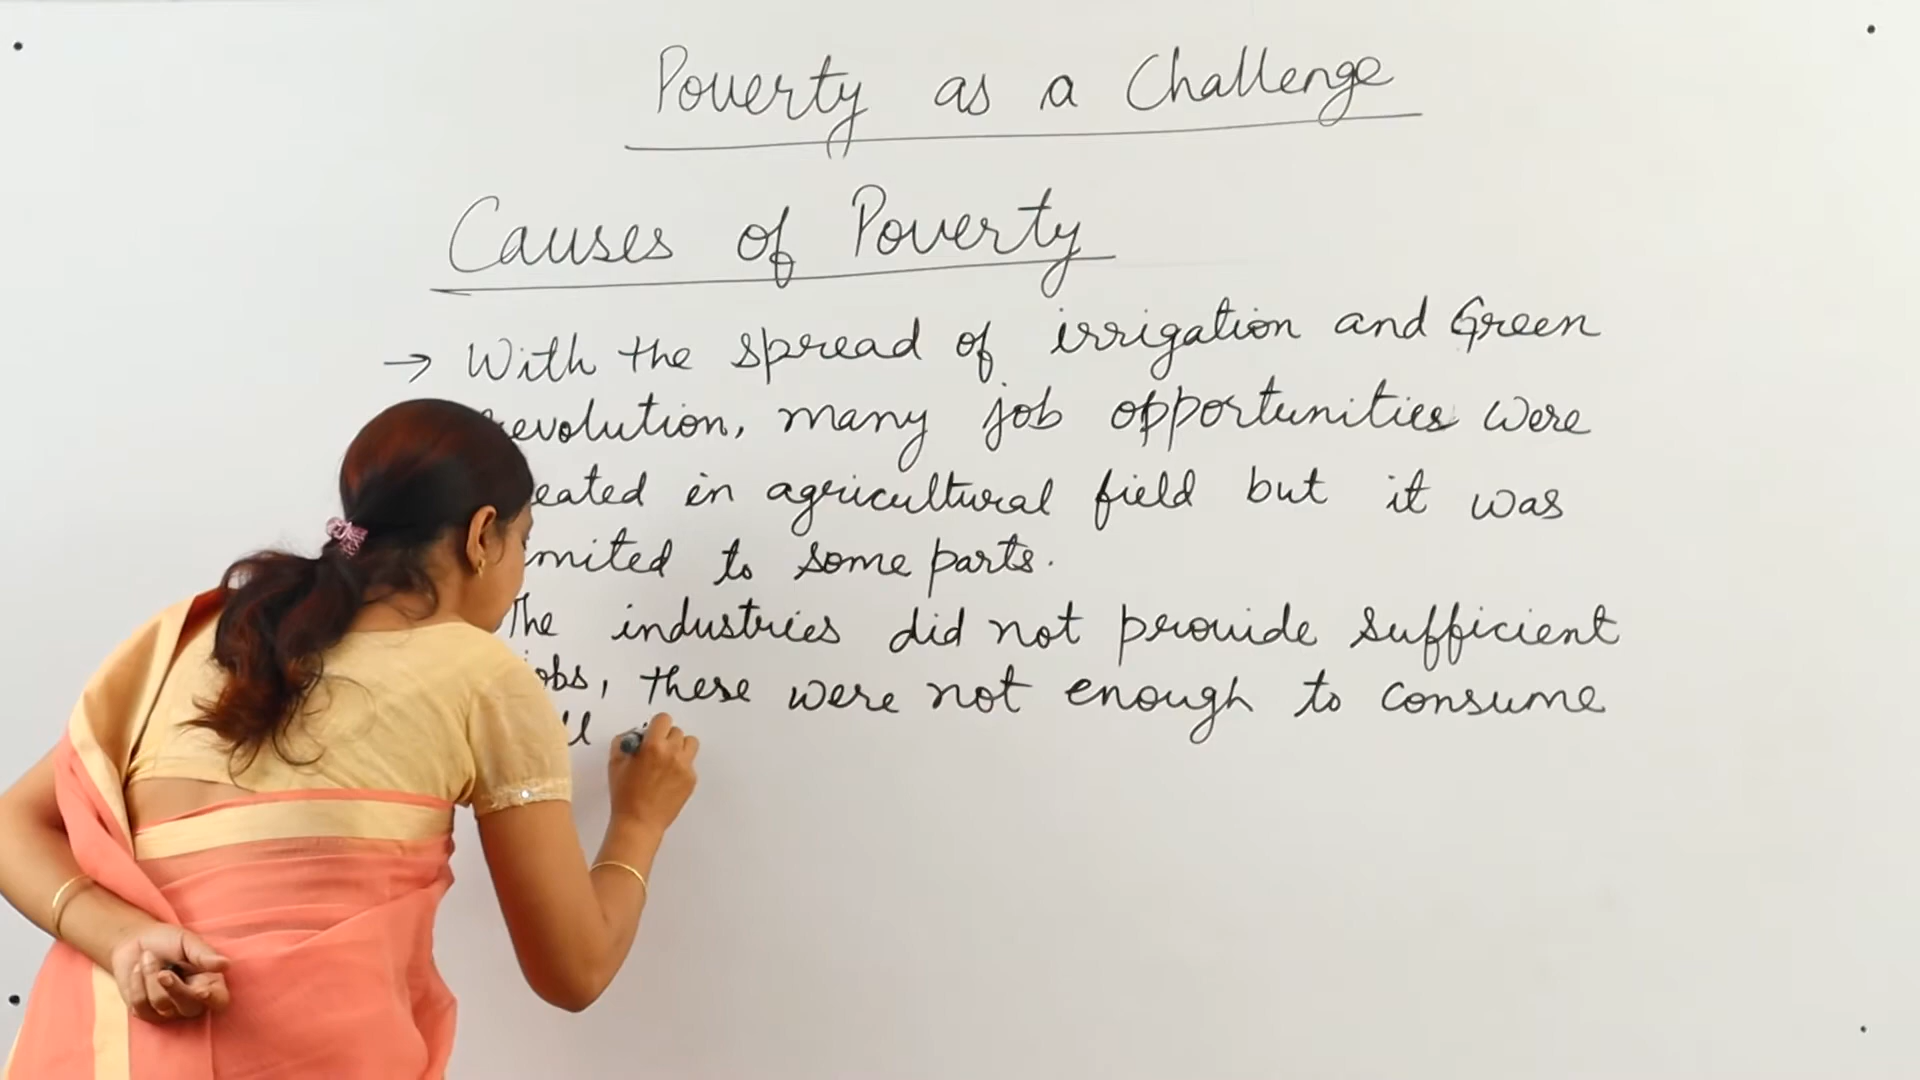 Poverty as a Challenge
Causes of Poverty
→ With the spread of irrigation and Green
evolution, many job opportunities were
eated in agricultural field but it was
mited to some parts.
The industries did not provide sufficient
obs, these were not enough to consume